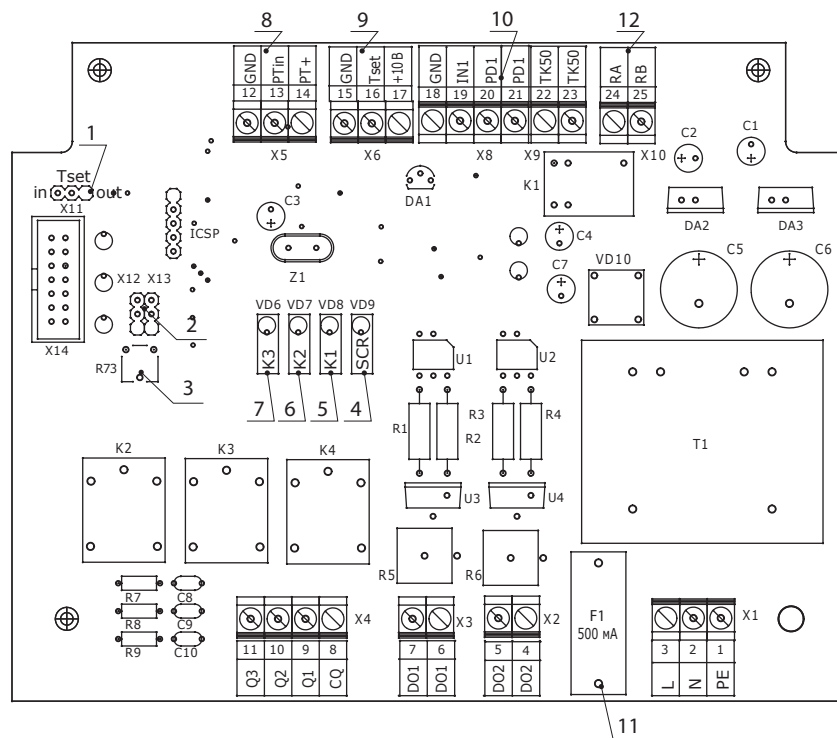 8 9 10 12
GND PTin PT+ GND Tset +10В GND IN1 PD1 PD1 TK50 TK50 RA RB
12 13 14 15 16 17 18 19 20 21 22 23 24 25
X5 X6 X8 X9 X10
1
Tset
in out
X11
ICSP
C3
Z1
DA1
K1
C2 C1
DA2 DA3
C4
C7
VD10
C5 C6
X12 X13
2
X14
R73
3
VD6 VD7 VD8 VD9
K3 K2 K1 SCR
7 6 5 4
U1 U2
R1 R2 R3 R4
T1
K2 K3 K4
U3 U4
R5 R6
R7 C8
R8 C9
R9 C10
X4 X3 X2 X1
F1
500 мА
11 10 9 8 7 6 5 4 3 2 1
Q3 Q2 Q1 CQ DO1 DO1 DO2 DO2 L N PE
11